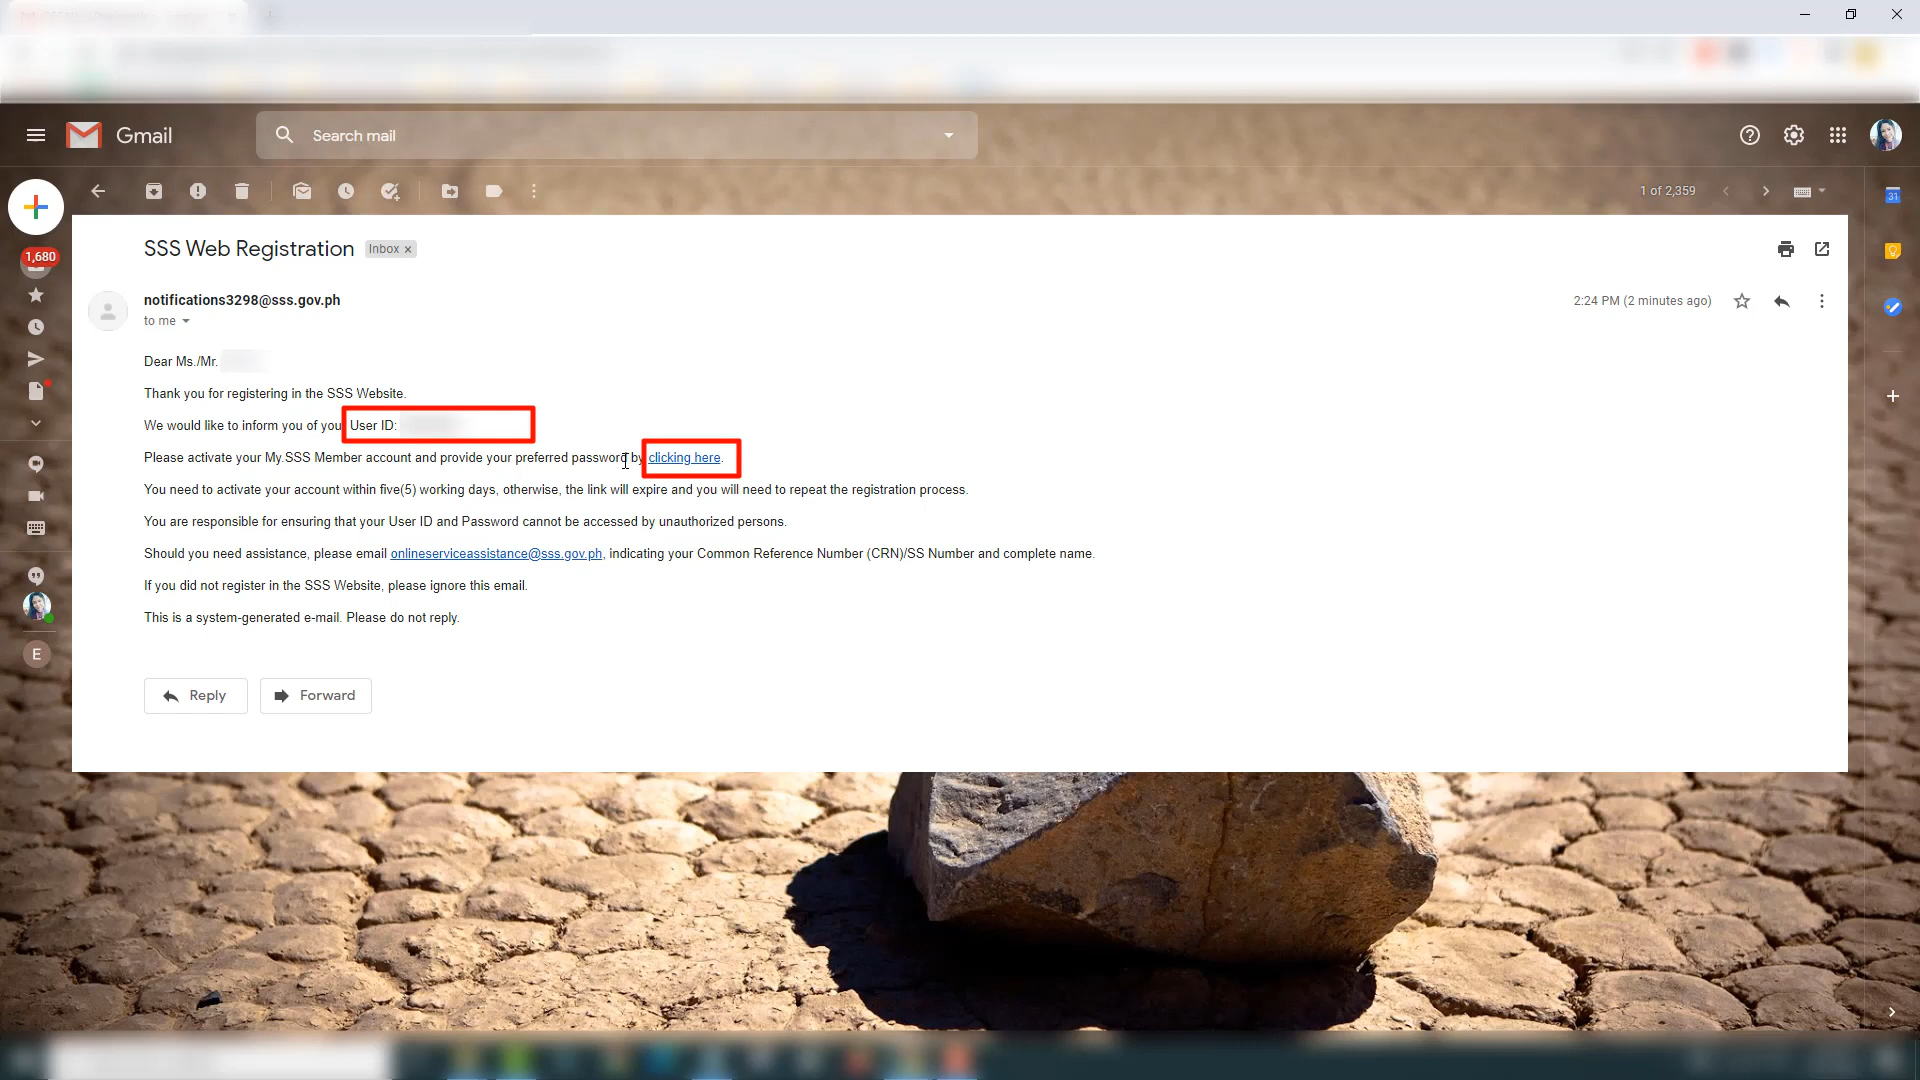 Gmail
Search mail
1 of 2,359
31
1,680
SSS Web Registration Inbox x
notifications3298@sss.gov.ph
2:24 PM (2 minutes ago)
to me
Dear Ms./Mr.
Thank you for registering in the SSS Website.
We would like to inform you of you User ID:
Please activate your My.SSS Member account and provide your preferred password by clicking here.
You need to activate your account within five(5) working days, otherwise, the link will expire and you will need to repeat the registration process.
You are responsible for ensuring that your User ID and Password cannot be accessed by unauthorized persons.
Should you need assistance, please email onlineserviceassistance@sss.gov.ph, indicating your Common Reference Number (CRN)/SS Number and complete name.
If you did not register in the SSS Website, please ignore this email.
This is a system-generated e-mail. Please do not reply.
E
Reply Forward